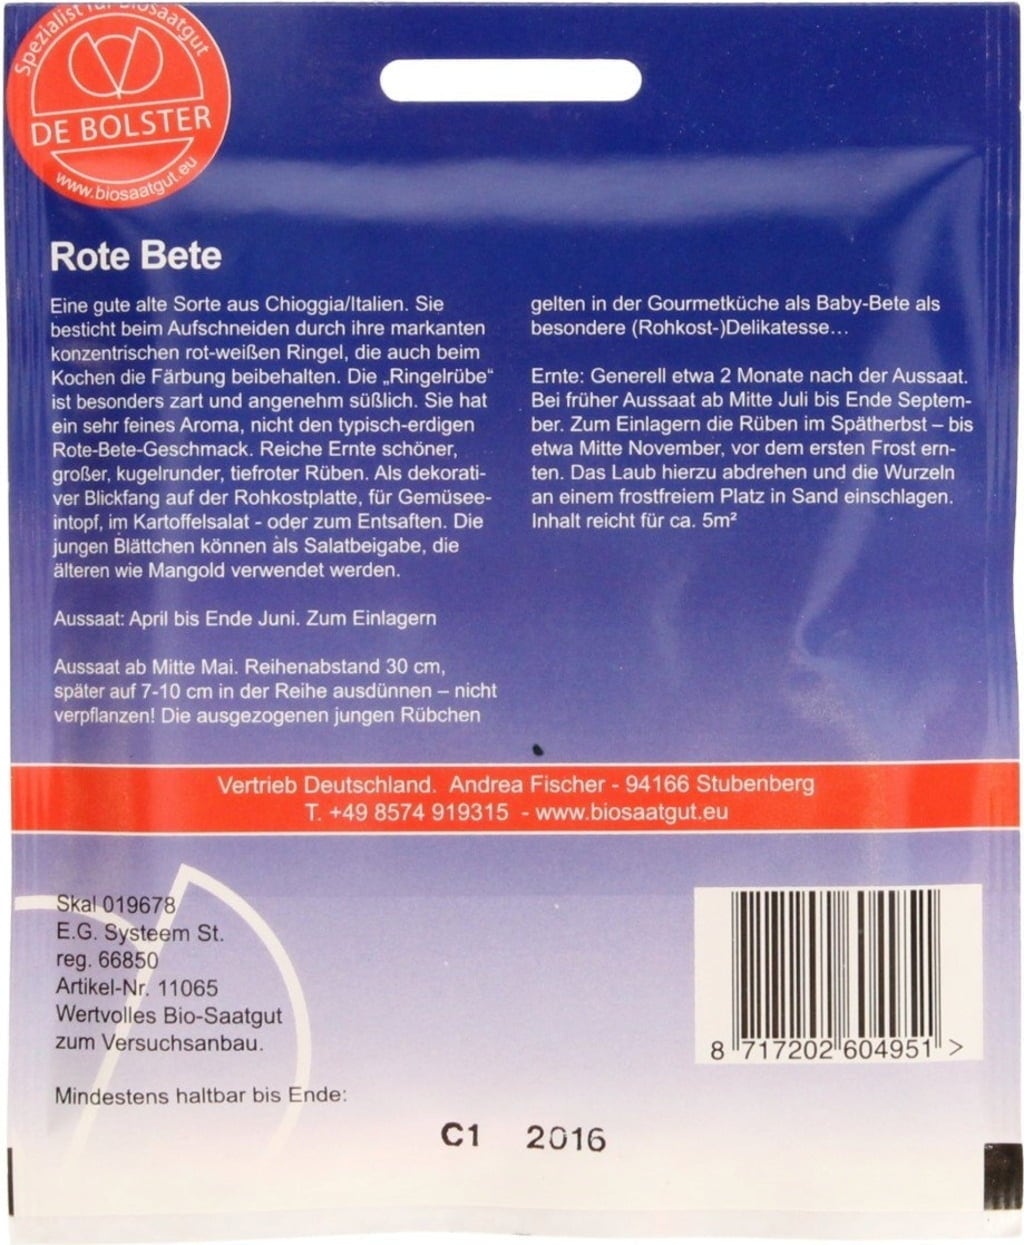 Spezialist für Biosaatgut
DE BOLSTER
www.biosaatgut.eu
Rote Bete
Eine gute alte Sorte aus Chioggia/Italien. Sie
besticht beim Aufschneiden durch ihre markanten
konzentrischen rot-weißen Ringel, die auch beim
Kochen die Färbung beibehalten. Die „Ringelrübe“
ist besonders zart und angenehm süßlich. Sie hat
ein sehr feines Aroma, nicht den typisch-erdigen
Rote-Bete-Geschmack. Reiche Ernte schöner,
großer, kugelrunder, tiefroter Rüben. Als dekorati-
ver Blickfang auf der Rohkostplatte, für Gemüsee-
intopf, im Kartoffelsalat - oder zum Entsaften. Die
jungen Blättchen können als Salatbeigabe, die
älteren wie Mangold verwendet werden.
Aussaat: April bis Ende Juni. Zum Einlagern
Aussaat ab Mitte Mai. Reihenabstand 30 cm,
später auf 7-10 cm in der Reihe ausdünnen – nicht
verpflanzen! Die ausgezogenen jungen Rübchen
gelten in der Gourmetküche als Baby-Bete als
besondere (Rohkost-)Delikatesse…
Ernte: Generell etwa 2 Monate nach der Aussaat.
Bei früher Aussaat ab Mitte Juli bis Ende Septem-
ber. Zum Einlagern die Rüben im Spätherbst – bis
etwa Mitte November, vor dem ersten Frost ern-
ten. Das Laub hierzu abdrehen und die Wurzeln
an einem frostfreiem Platz in Sand einschlagen.
Inhalt reicht für ca. 5m²
Vertrieb Deutschland. Andrea Fischer - 94166 Stubenberg
T. +49 8574 919315 - www.biosaatgut.eu
Skal 019678
E.G. Systeem St.
reg. 66850
Artikel-Nr. 11065
Wertvolles Bio-Saatgut
zum Versuchsanbau.
8 717202 604951 >
Mindestens haltbar bis Ende:
C1 2016